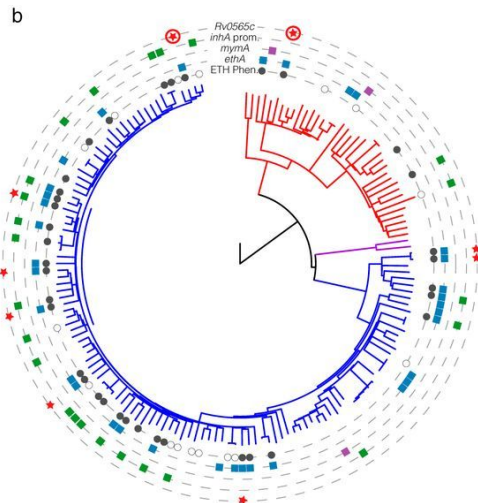 b
Rv0565c
inhA prom.
mymA
ethA
ETH Phen.